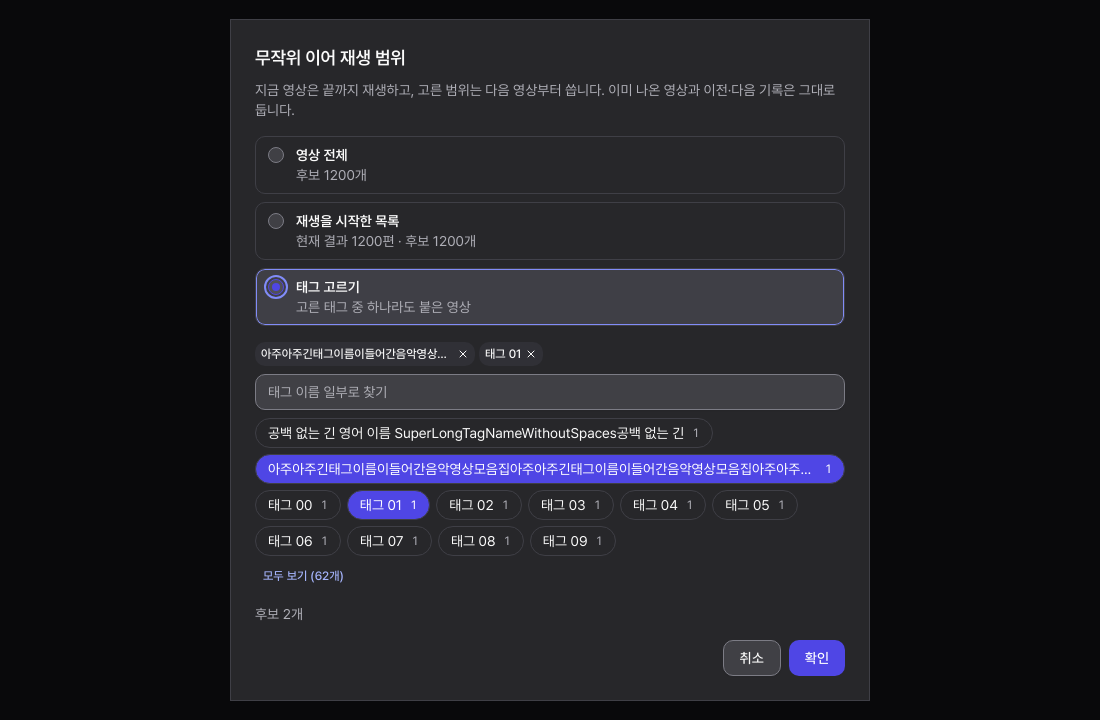 무작위 이어 재생 범위
지금 영상은 끝까지 재생하고, 고른 범위는 다음 영상부터 씁니다. 이미 나온 영상과 이전·다음 기록은 그대로
둡니다.
영상 전체
후보 1200개
재생을 시작한 목록
현재 결과 1200편 · 후보 1200개
태그 고르기
고른 태그 중 하나라도 붙은 영상
아주아주긴태그이름이들어간음악영상... × 태그 01 ×
태그 이름 일부로 찾기
공백 없는 긴 영어 이름 SuperLongTagNameWithoutSpaces공백 없는 긴 1
아주아주긴태그이름이들어간음악영상모음집아주아주긴태그이름이들어간음악영상모음집아주아주... 1
태그 00 1 태그 01 1 태그 02 1 태그 03 1 태그 04 1 태그 05 1
태그 06 1 태그 07 1 태그 08 1 태그 09 1
모두 보기 (62개)
후보 2개
취소 확인